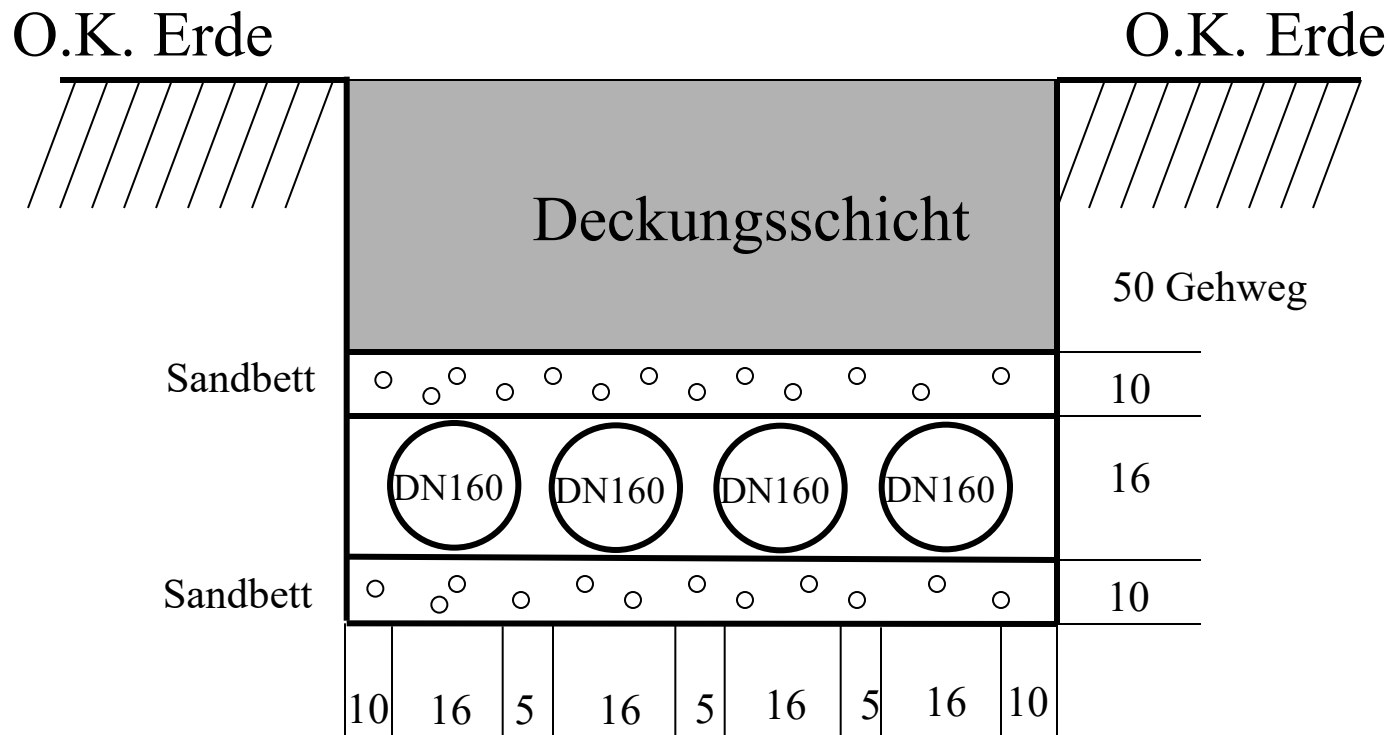 O.K. Erde
O.K. Erde
Deckungsschicht
50 Gehweg
Sandbett
10
DN160 DN160 DN160 DN160
16
Sandbett
10
10 16 5 16 5 16 5 16 10